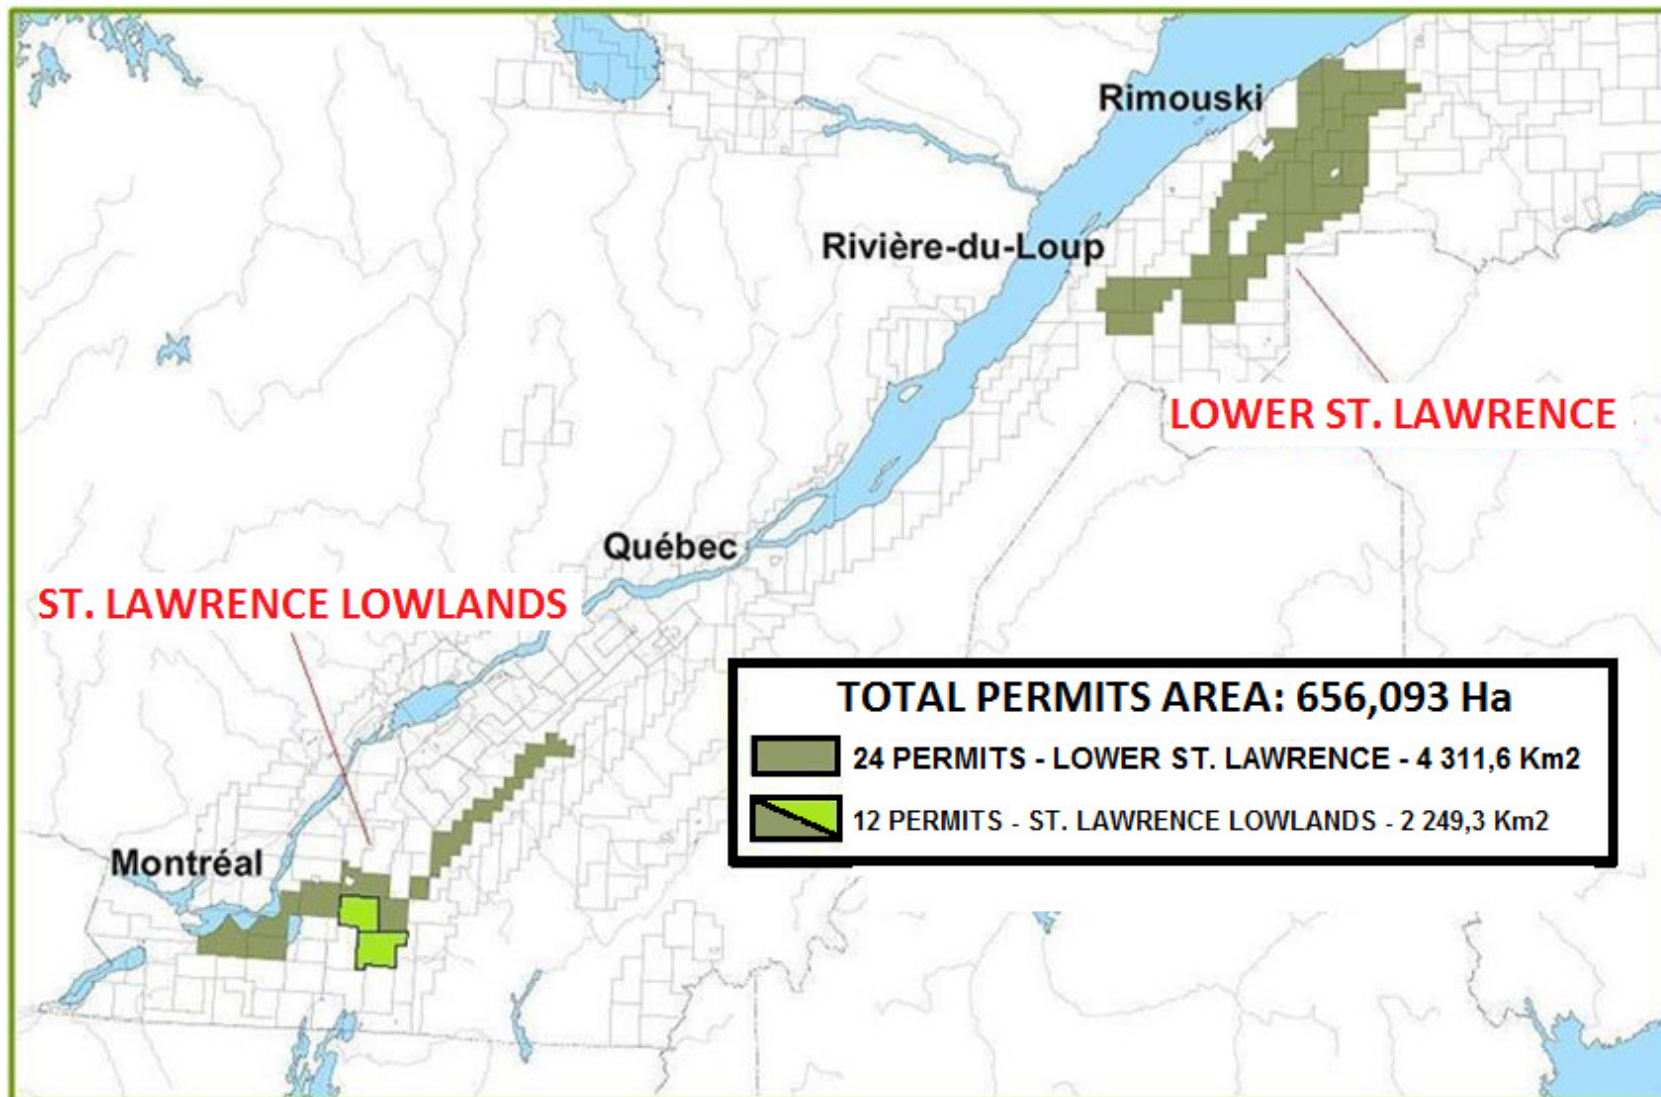 Rimouski
Rivière-du-Loup
LOWER ST. LAWRENCE
Québec
ST. LAWRENCE LOWLANDS
TOTAL PERMITS AREA: 656,093 Ha
24 PERMITS - LOWER ST. LAWRENCE - 4 311,6 Km2
12 PERMITS - ST. LAWRENCE LOWLANDS - 2 249,3 Km2
Montréal